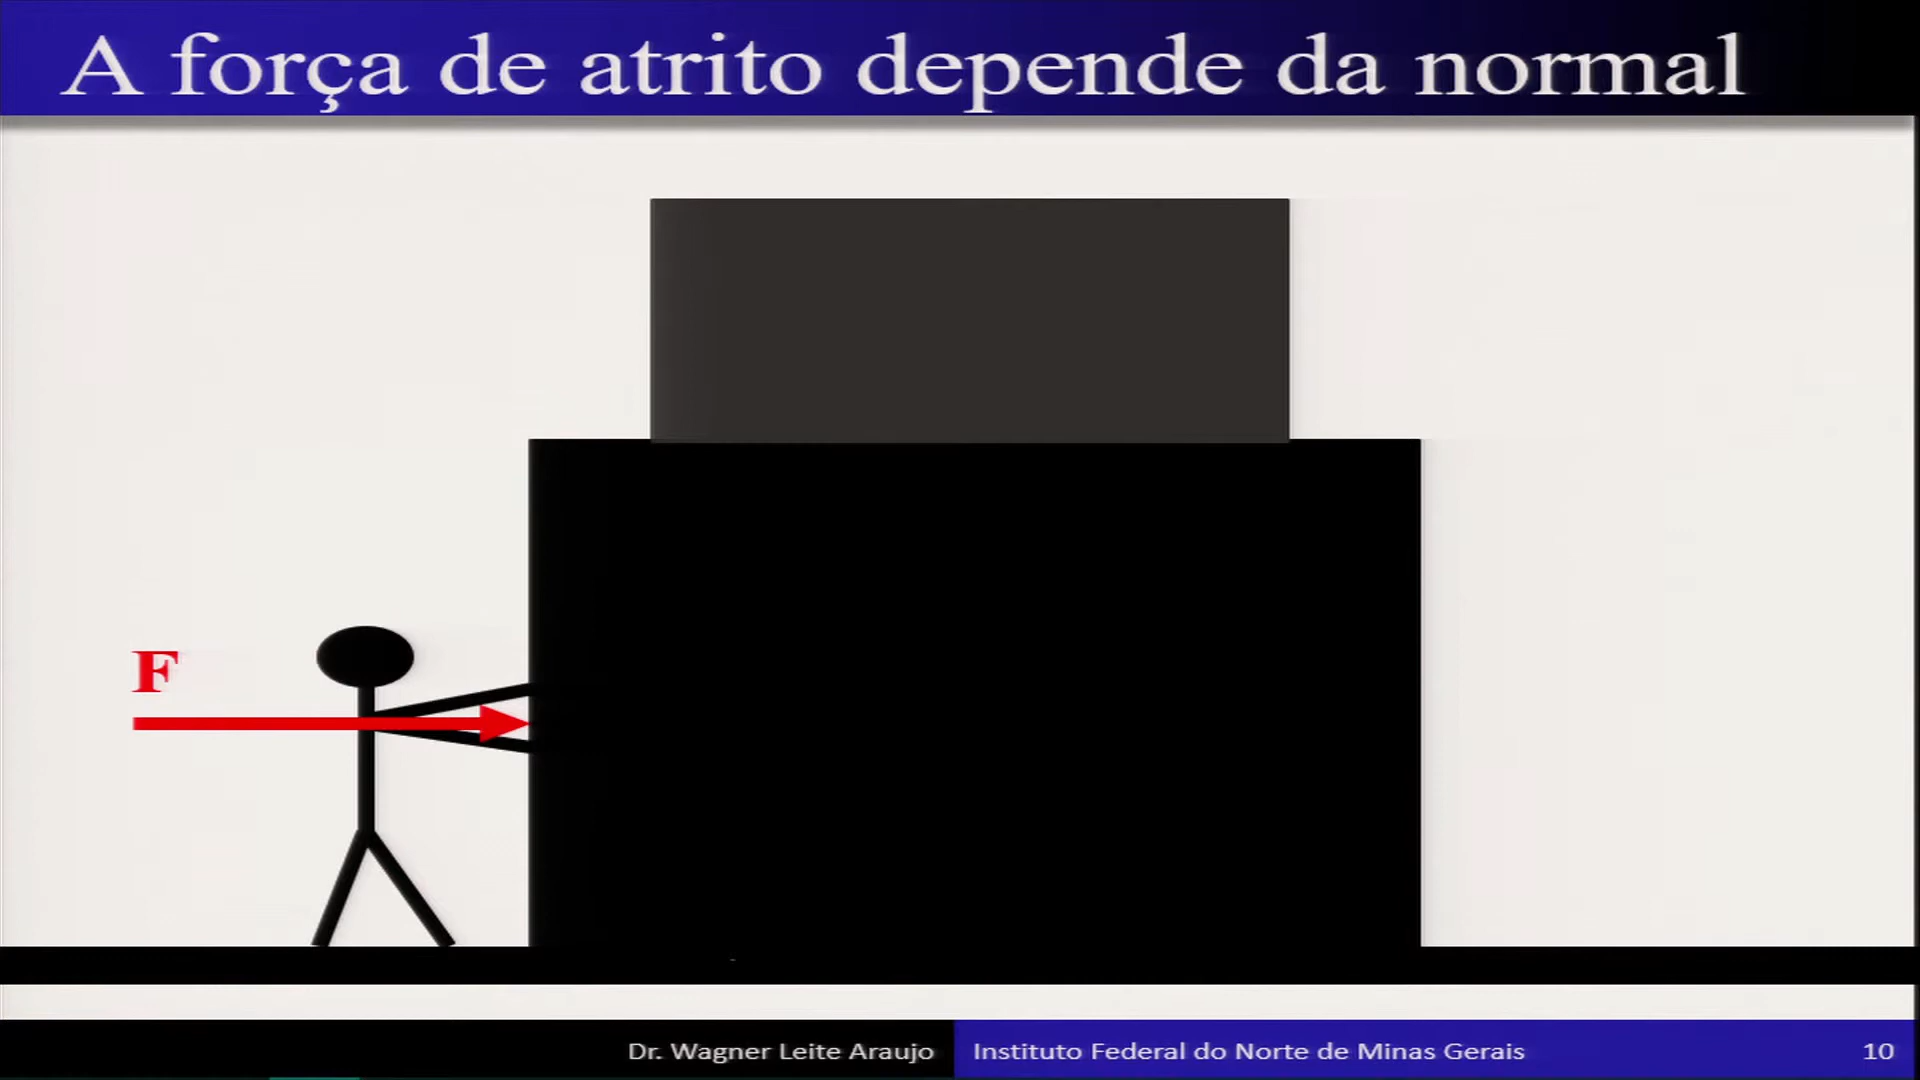 A força de atrito depende da normal
F
Dr. Wagner Leite Araujo
Instituto Federal do Norte de Minas Gerais
10